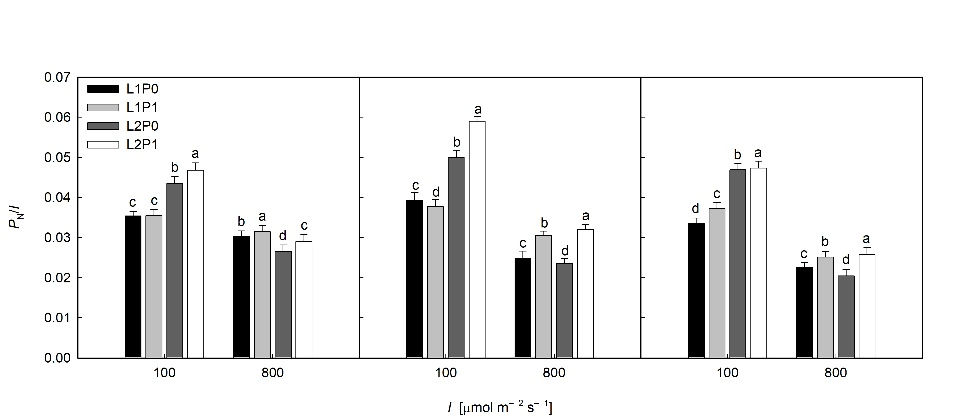 0.07
0.06
0.05
0.04
0.03
0.02
0.01
0.00
P_N/I
L1P0
L1P1
L2P0
L2P1
c c b a b a d c
c d b a c b d a
d c b a c b d a
100 800 100 800 100 800
I [μmol m⁻² s⁻¹]